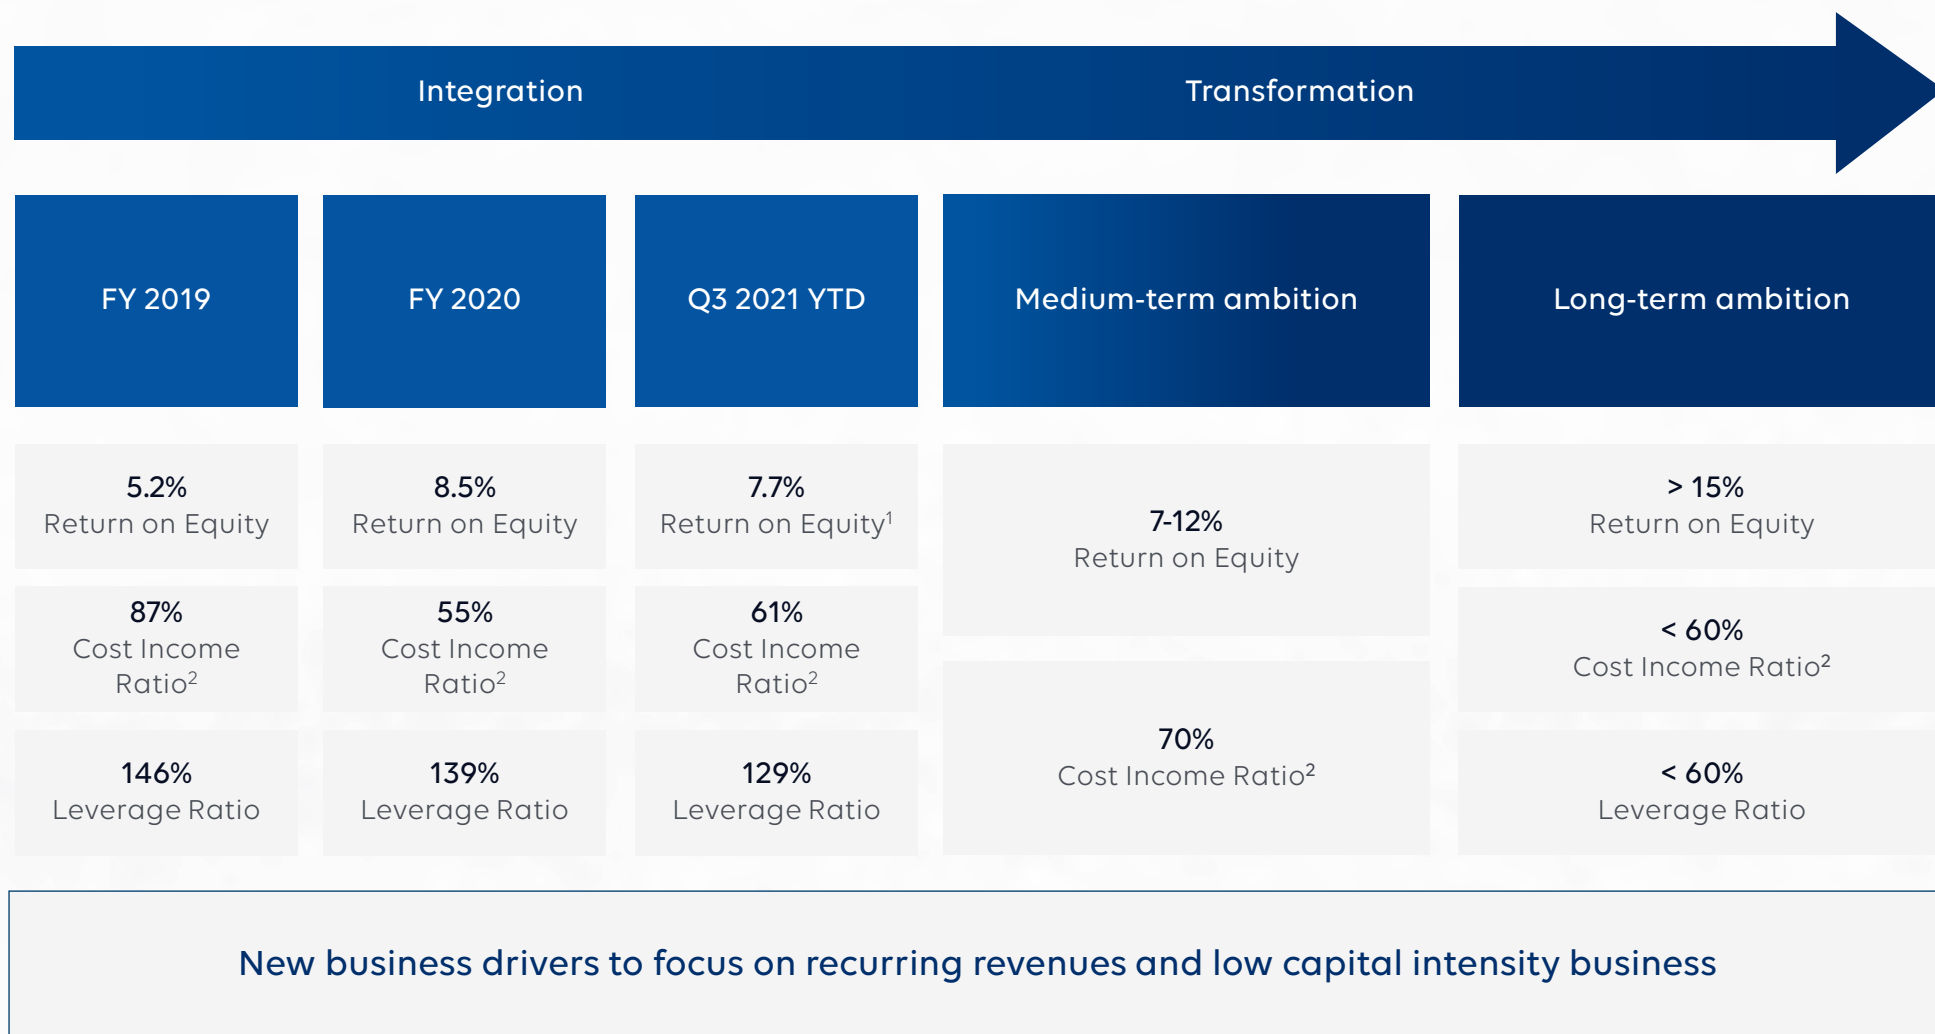 Integration
Transformation
FY 2019
FY 2020
Q3 2021 YTD
Medium-term ambition
Long-term ambition
5.2%
Return on Equity
87%
Cost Income
Ratio²
146%
Leverage Ratio
8.5%
Return on Equity
55%
Cost Income
Ratio²
139%
Leverage Ratio
7.7%
Return on Equity¹
61%
Cost Income
Ratio²
129%
Leverage Ratio
7-12%
Return on Equity
70%
Cost Income Ratio²
> 15%
Return on Equity
< 60%
Cost Income Ratio²
< 60%
Leverage Ratio
New business drivers to focus on recurring revenues and low capital intensity business